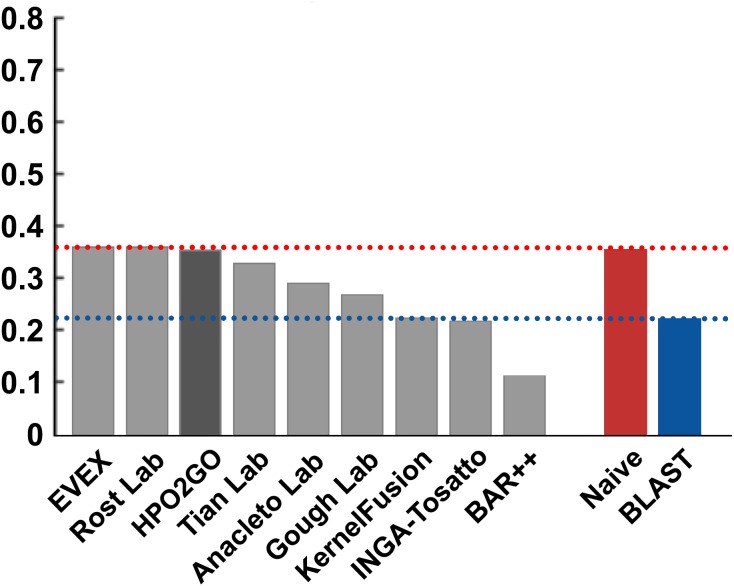 0.8
0.7
0.6
0.5
0.4
0.3
0.2
0.1
0
EVEX
Rost Lab
HPO2GO
Tian Lab
Anacleto Lab
Gough Lab
KernelFusion
INGA-Tosatto
BAR++
Naive
BLAST